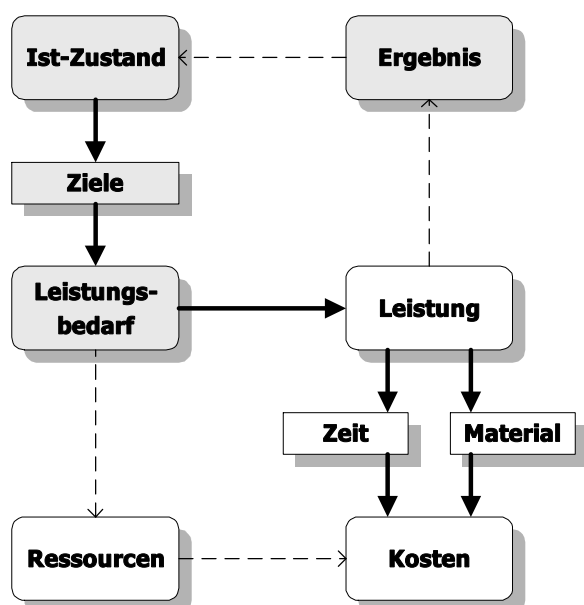 Ist-Zustand
Ergebnis
Ziele
Leistungs-
bedarf
Leistung
Zeit
Material
Ressourcen
Kosten